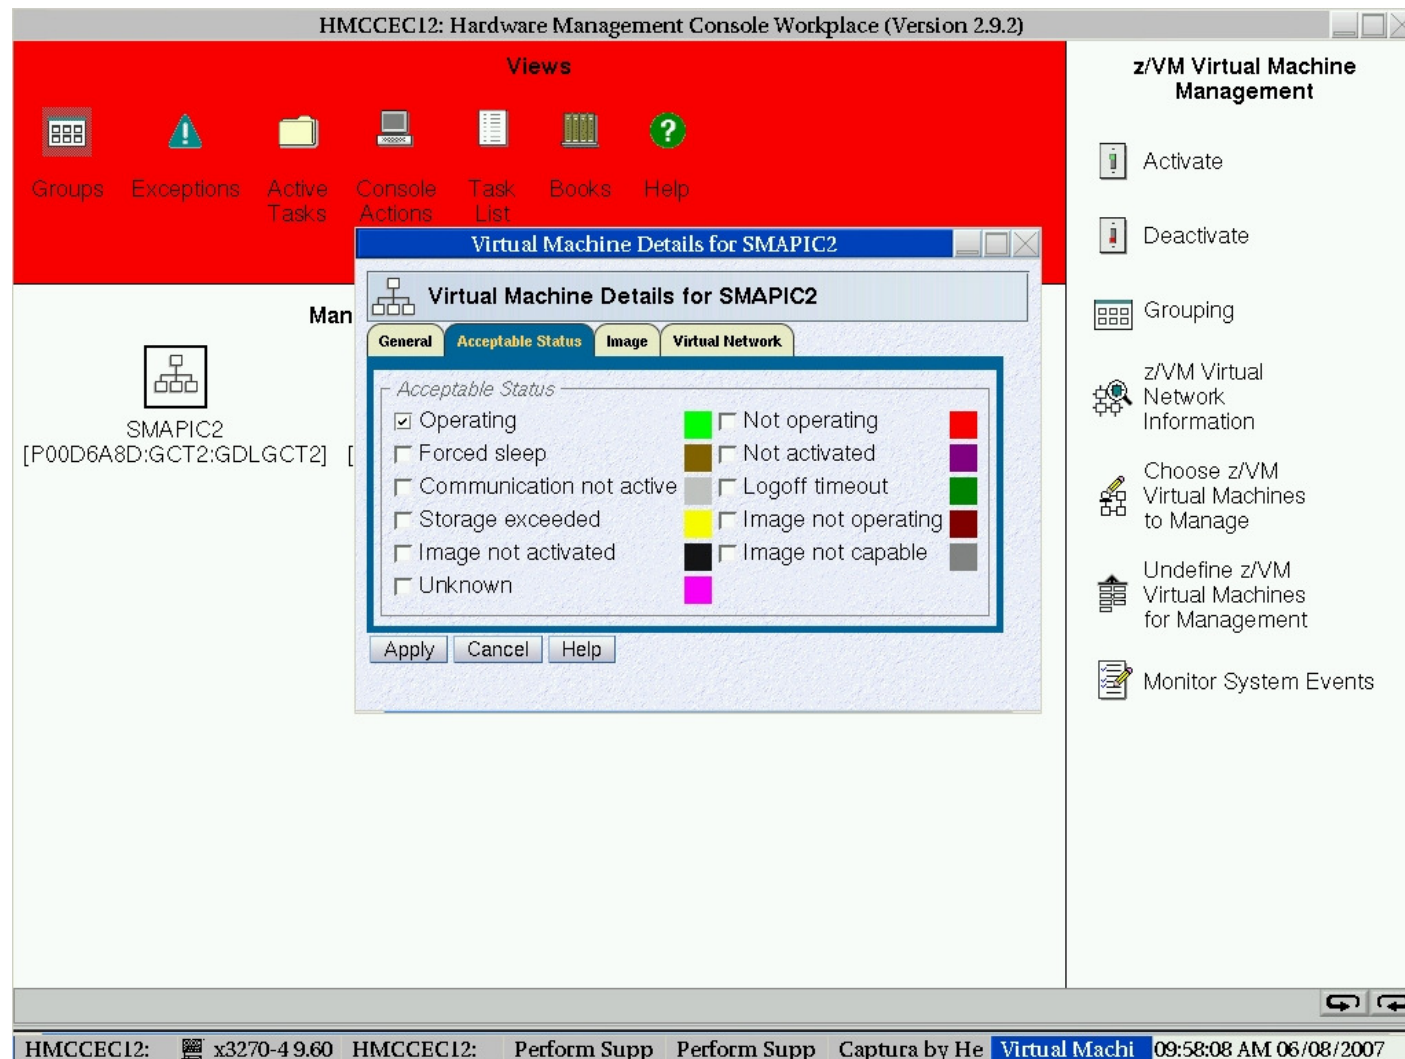 HMCCEC12: Hardware Management Console Workplace (Version 2.9.2)
Views
Groups
Exceptions
Active
Tasks
Console
Actions
Task
List
Books
Help
Man
SMAPIC2
[P00D6A8D:GCT2:GDLGCT2]
[
Virtual Machine Details for SMAPIC2
Virtual Machine Details for SMAPIC2
General
Acceptable Status
Image
Virtual Network
Acceptable Status
Operating
Not operating
Forced sleep
Not activated
Communication not active
Logoff timeout
Storage exceeded
Image not operating
Image not activated
Image not capable
Unknown
Apply
Cancel
Help
z/VM Virtual Machine
Management
Activate
Deactivate
Grouping
z/VM Virtual
Network
Information
Choose z/VM
Virtual Machines
to Manage
Undefine z/VM
Virtual Machines
for Management
Monitor System Events
HMCCEC12:
x3270-4 9.60
HMCCEC12:
Perform Supp
Perform Supp
Captura by He
Virtual Machi
09:58:08 AM 06/08/2007